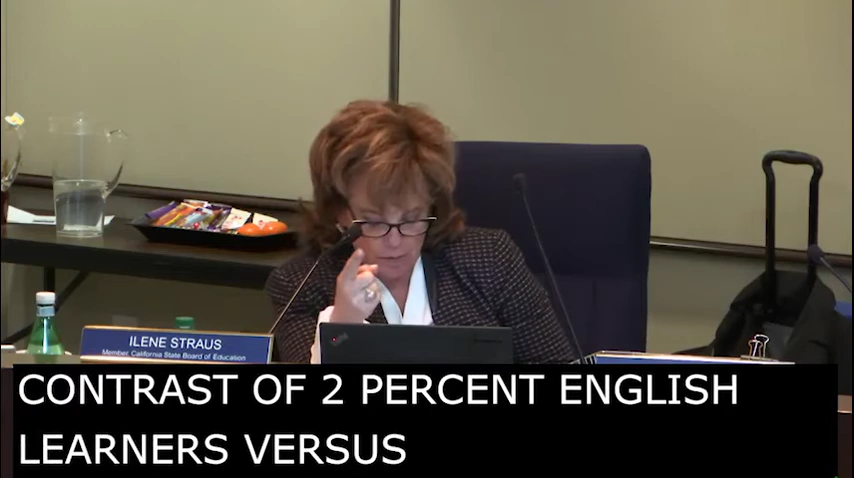 ILENE STRAUS
Member, California State Board of Education
CONTRAST OF 2 PERCENT ENGLISH
LEARNERS VERSUS